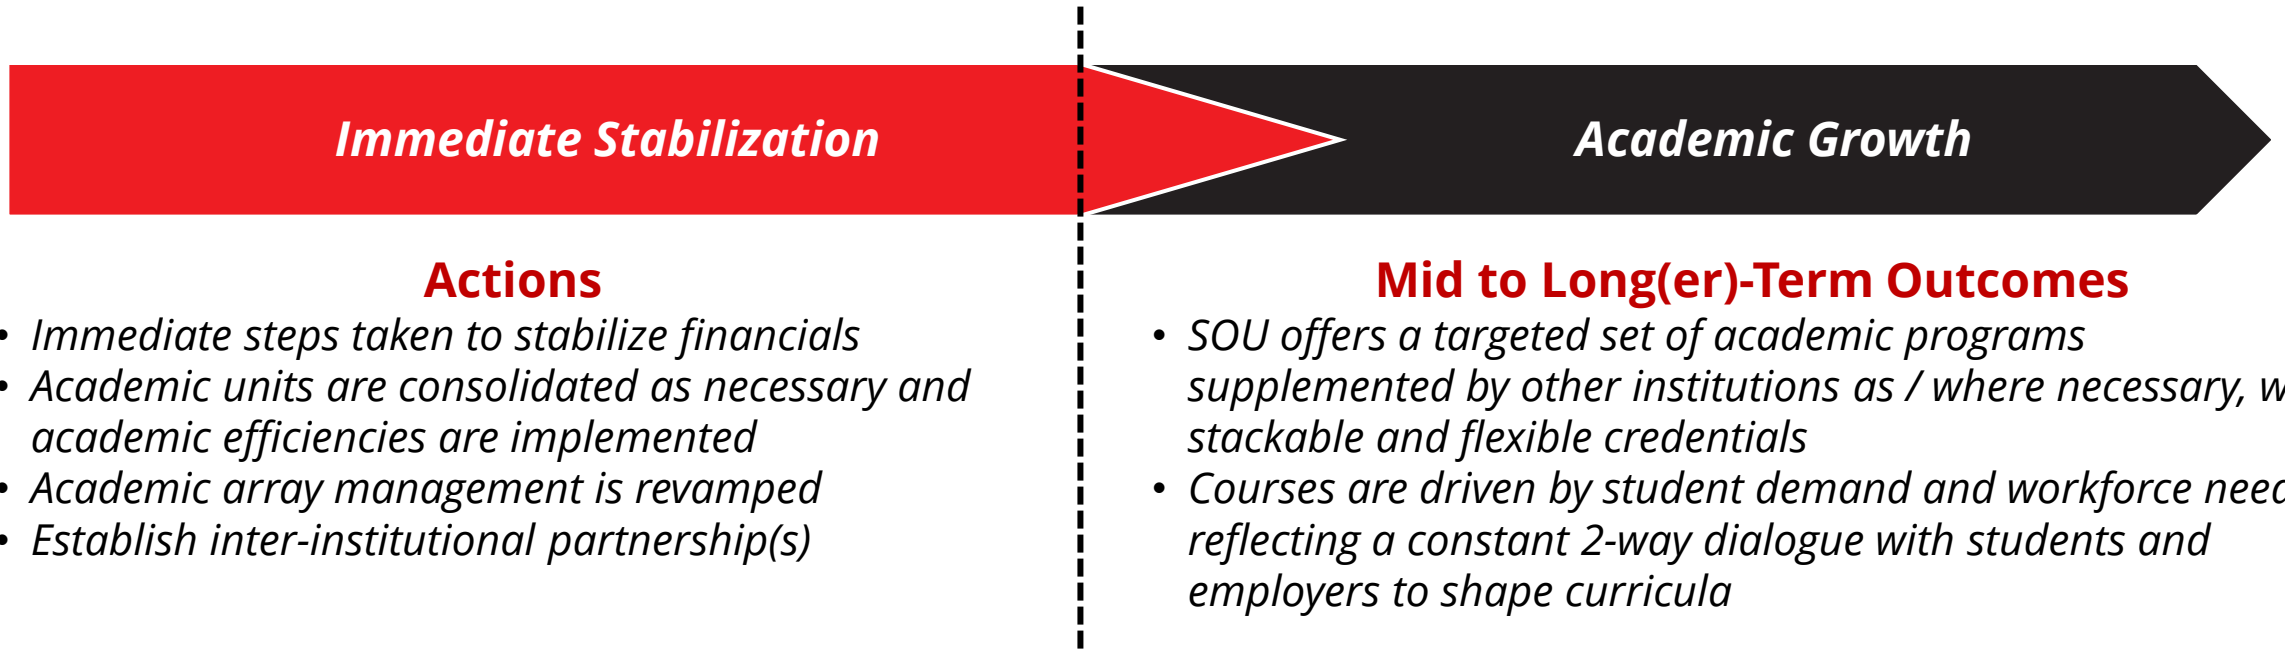 Immediate Stabilization
Academic Growth
Actions
• Immediate steps taken to stabilize financials
• Academic units are consolidated as necessary and
academic efficiencies are implemented
• Academic array management is revamped
• Establish inter-institutional partnership(s)
Mid to Long(er)-Term Outcomes
• SOU offers a targeted set of academic programs
supplemented by other institutions as / where necessary,
stackable and flexible credentials
• Courses are driven by student demand and workforce
reflecting a constant 2-way dialogue with students and
employers to shape curricula